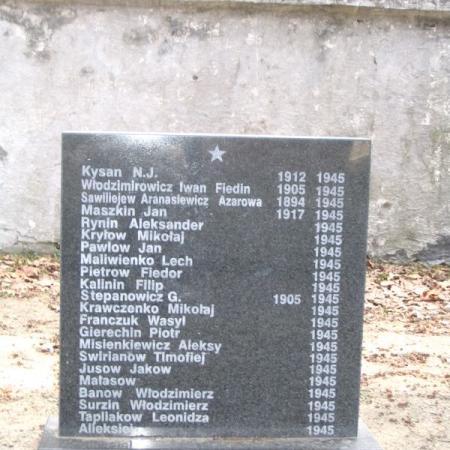 Kysan N.J. 1912 1945
Włodzimirowicz Iwan Fiedin 1905 1945
Sawiliejew Aranasiewicz Azarowa 1894 1945
Maszkin Jan 1917 1945
Rynin Aleksander 1945
Kryłow Mikołaj 1945
Pawłow Jan 1945
Maliwienko Lech 1945
Pietrow Fiedor 1945
Kalinin Filip 1945
Stepanowicz G. 1905 1945
Krawczenko Mikołaj 1945
Franczuk Wasyl 1945
Gierechin Piotr 1945
Misienkiewicz Aleksy 1945
Swirianow Timofiej 1945
Jusow Jakow 1945
Małasow 1945
Banow Włodzimierz 1945
Surzin Włodzimierz 1945
Tapliakow Leonidza 1945
Alleksiej 1945